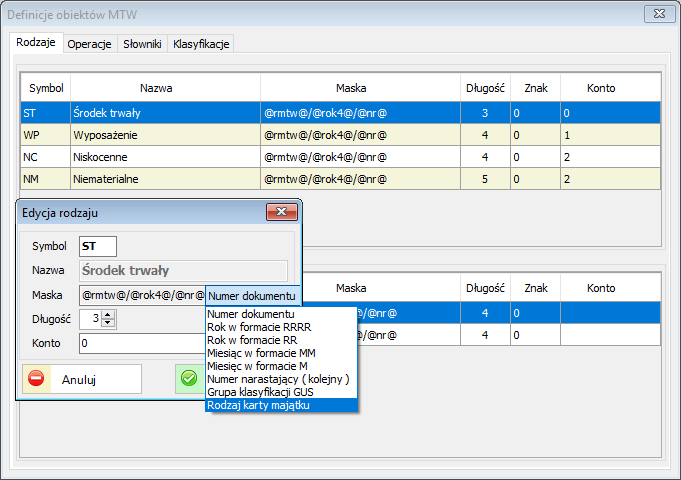 Definicje obiektów MTW
Rodzaje Operacje Słowniki Klasyfikacje
Symbol Nazwa Maska Długość Znak Konto
ST Środek trwały @rmtw@/@rok4@/@nr@ 3 0 0
WP Wyposażenie @rmtw@/@rok4@/@nr@ 4 0 1
NC Niskocenne @rmtw@/@rok4@/@nr@ 4 0 2
NM Niematerialne @rmtw@/@rok4@/@nr@ 5 0 2
Edycja rodzaju
Symbol ST
Nazwa Środek trwały
Maska @rmtw@/@rok4@/@nr@ Numer dokumentu
Długość 3
Konto 0
Anuluj
Numer dokumentu
Rok w formacie RRRR
Rok w formacie RR
Miesiąc w formacie MM
Miesięc w formacie M
Numer narastający ( kolejny )
Grupa klasyfikacji GUS
Rodzaj karty majątku
Maska Długość Znak Konto
/@nr@ 4 0
/@nr@ 4 0